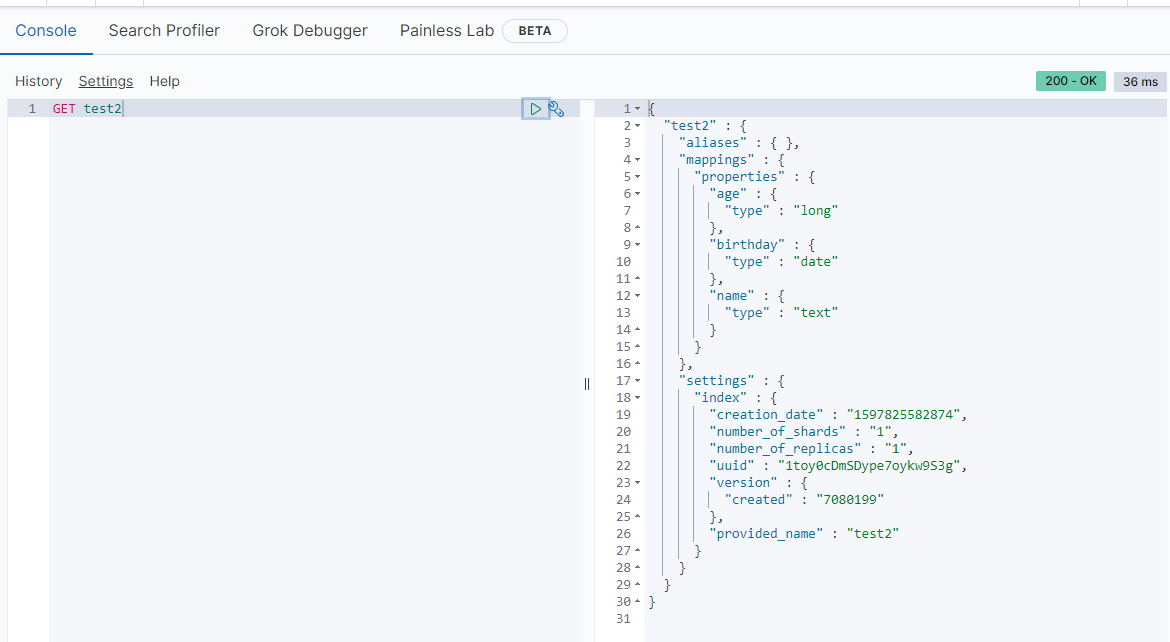 Console Search Profiler Grok Debugger Painless Lab BETA
History Settings Help
200 - OK 36 ms
1 GET test2
1 {
2 "test2" : {
3 "aliases" : { },
4 "mappings" : {
5 "properties" : {
6 "age" : {
7 "type" : "long"
8 },
9 "birthday" : {
10 "type" : "date"
11 },
12 "name" : {
13 "type" : "text"
14 }
15 }
16 },
17 "settings" : {
18 "index" : {
19 "creation_date" : "1597825582874",
20 "number_of_shards" : "1",
21 "number_of_replicas" : "1",
22 "uuid" : "1toy0cDmSDype7oykw9S3g",
23 "version" : {
24 "created" : "7080199"
25 },
26 "provided_name" : "test2"
27 }
28 }
29 }
30 }
31